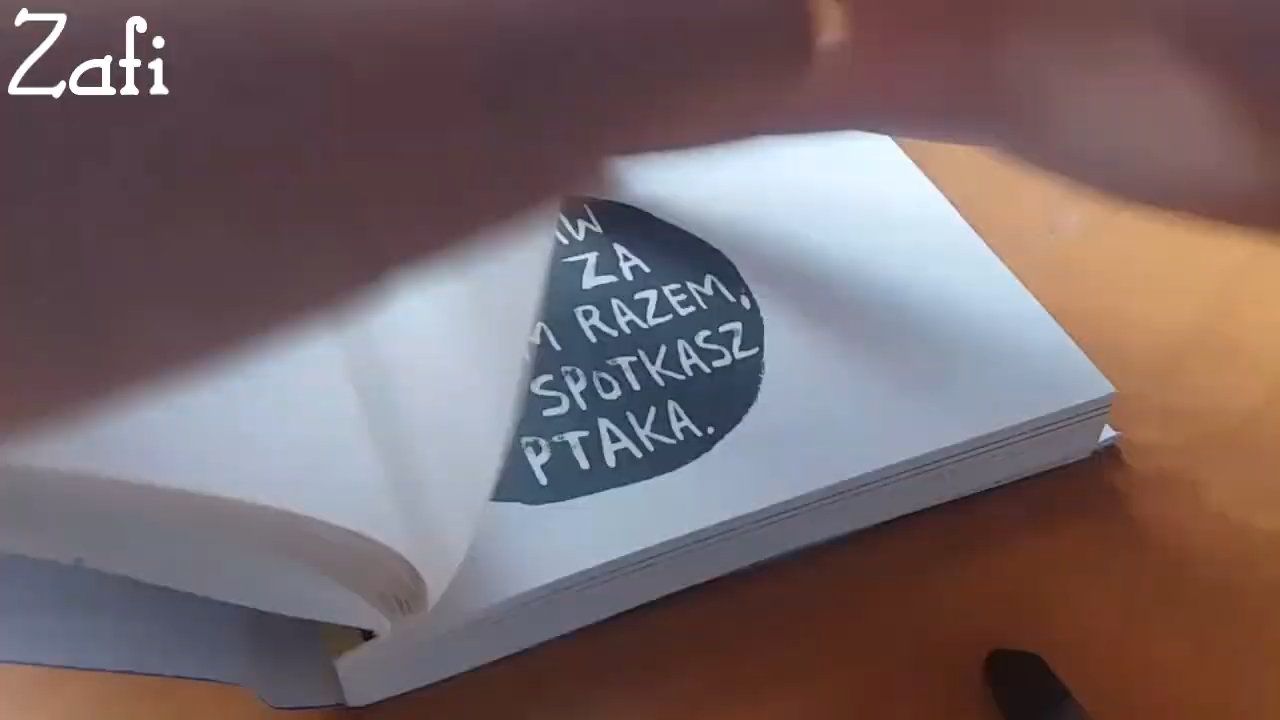 Zafi
ZA
RAZEM,
SPOTKASZ
PTAKA.